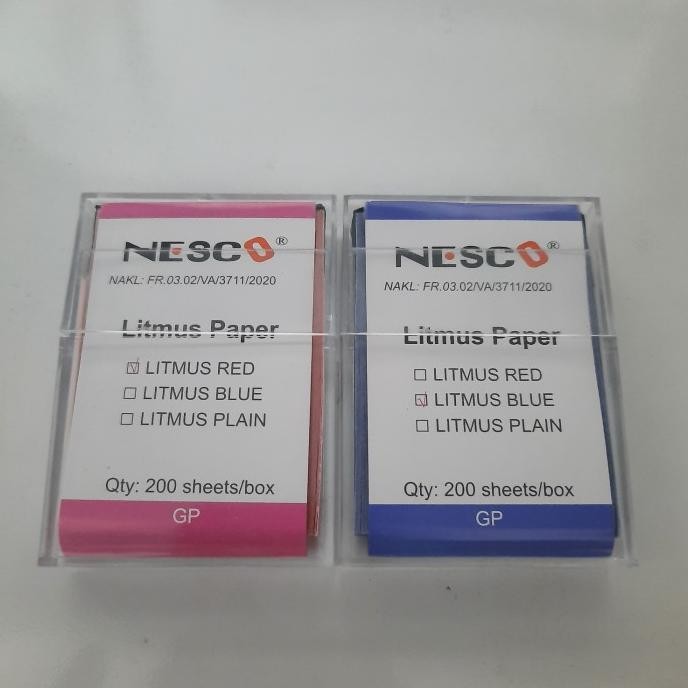 NESCO®
NAKL: FR.03.02/VA/3711/2020
Litmus Paper
☑ LITMUS RED
☐ LITMUS BLUE
☐ LITMUS PLAIN
Qty: 200 sheets/box
GP
NESCO®
NAKL: FR.03.02/VA/3711/2020
Litmus Paper
☐ LITMUS RED
☑ LITMUS BLUE
☐ LITMUS PLAIN
Qty: 200 sheets/box
GP